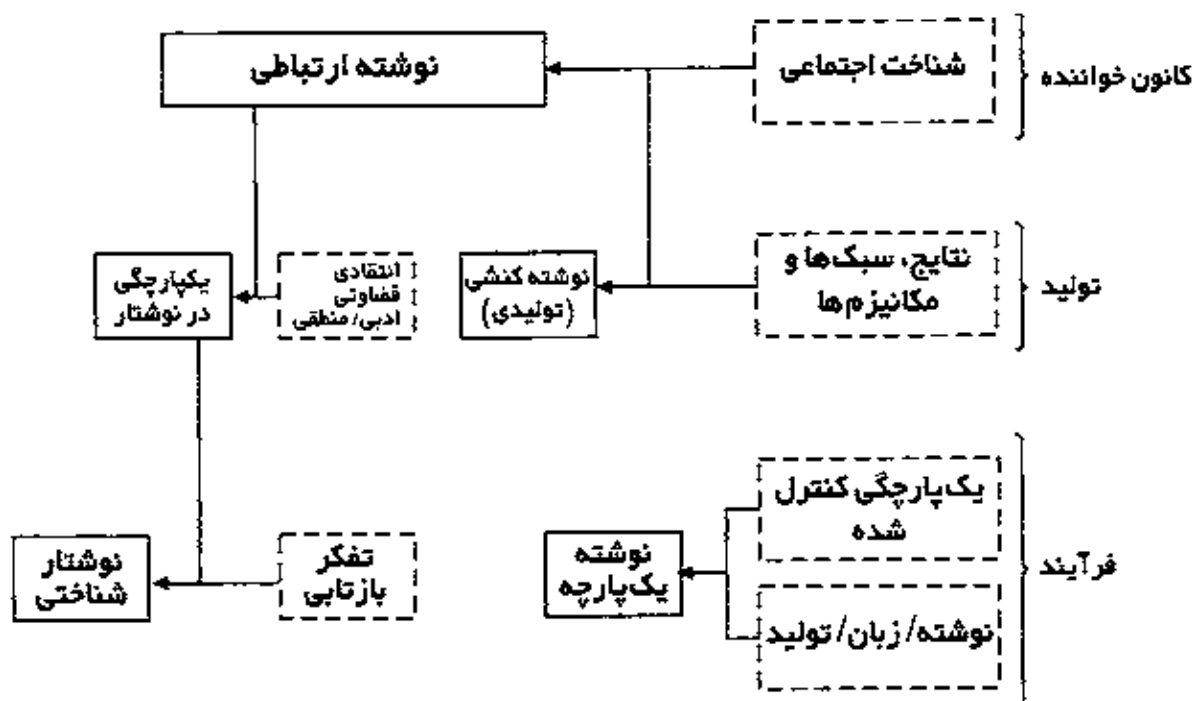 کانون خواننده
شناخت اجتماعی
نوشته ارتباطی
تولید
نتایج، سبک‌ها و
مکانیزم‌ها
نوشته کنشی
(تولیدی)
انتقادی
قضاوتی
ادبی/منطقی
یکپارچگی
در نوشتار
فرآیند
یک‌پارچگی کنترل
شده
نوشته/زبان/تولید
نوشته
یک‌پارچه
تفکر
بازتابی
نوشتار
شناختی